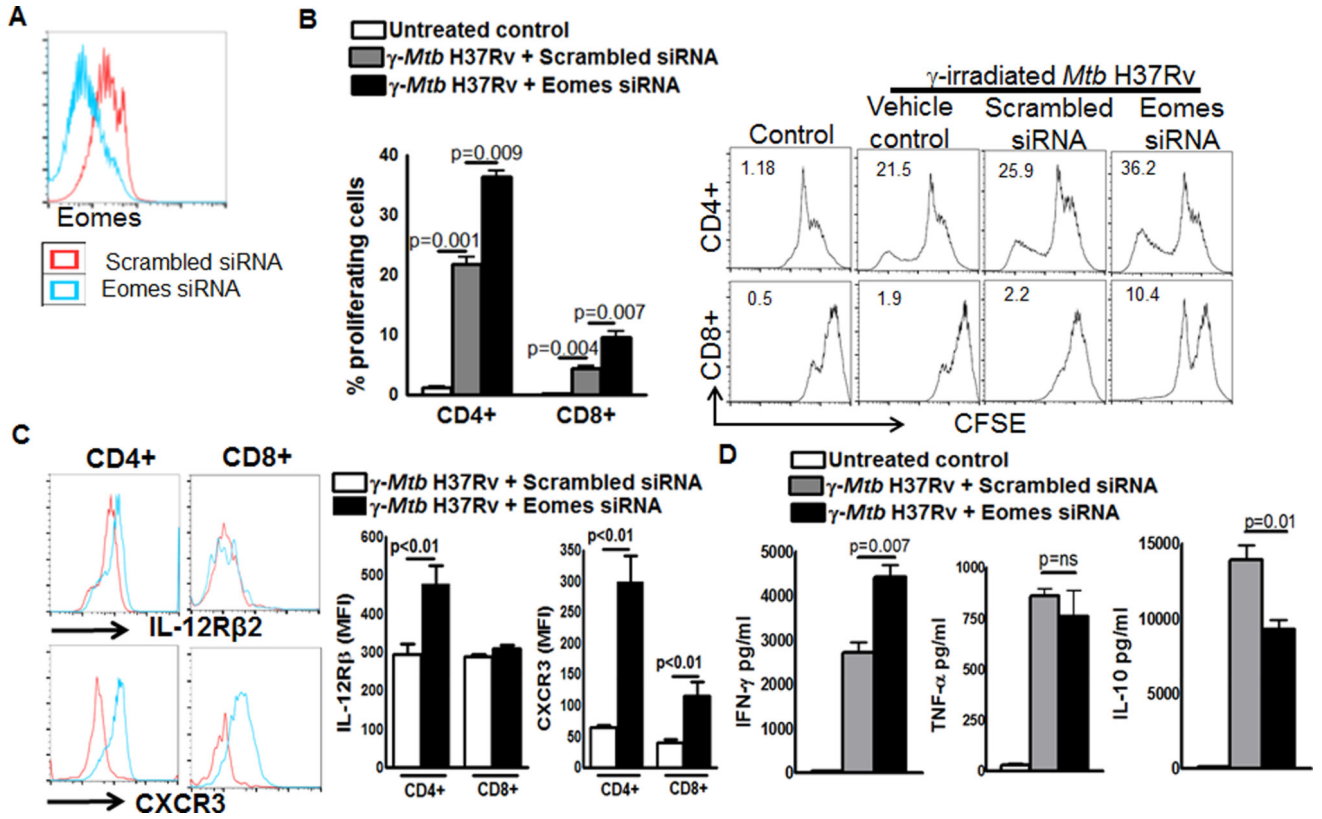 A
Eomes
Scrambled siRNA
Eomes siRNA
B
Untreated control
γ-Mtb H37Rv + Scrambled siRNA
γ-Mtb H37Rv + Eomes siRNA
% proliferating cells
40
30
20
10
0
p=0.001
p=0.009
p=0.004
p=0.007
CD4+
CD8+
γ-irradiated Mtb H37Rv
Control
Vehicle
control
Scrambled
siRNA
Eomes
siRNA
CD4+
1.18
21.5
25.9
36.2
CD8+
0.5
1.9
2.2
10.4
CFSE
C
CD4+
CD8+
IL-12Rβ2
CXCR3
γ-Mtb H37Rv + Scrambled siRNA
γ-Mtb H37Rv + Eomes siRNA
IL-12Rβ (MFI)
600
500
400
300
200
100
0
p<0.01
CD4+
CD8+
CXCR3 (MFI)
350
300
250
200
150
100
50
0
p<0.01
p<0.01
CD4+
CD8+
D
Untreated control
γ-Mtb H37Rv + Scrambled siRNA
γ-Mtb H37Rv + Eomes siRNA
IFN-γ pg/ml
5000
4000
3000
2000
1000
0
p=0.007
TNF-α pg/ml
1000
750
500
250
0
p=ns
IL-10 pg/ml
15000
10000
5000
0
p=0.01